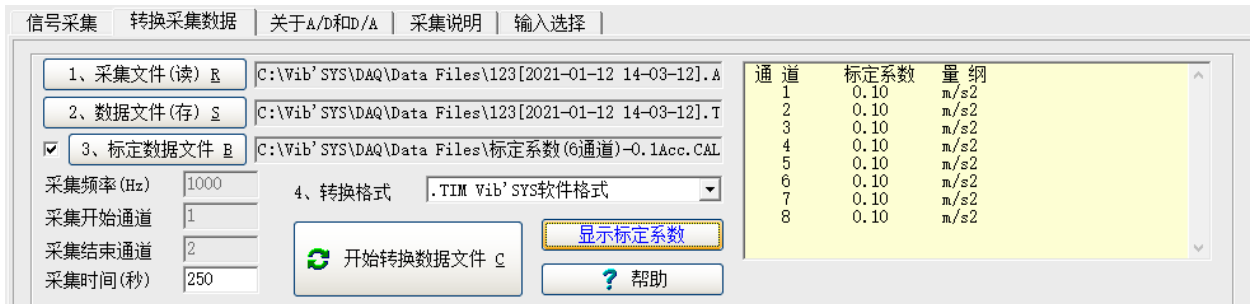 信号采集 转换采集数据 关于A/D和D/A 采集说明 输入选择
1、采集文件(读) R C:\Vib'SYS\DAQ\Data Files\123[2021-01-12 14-03-12].A
2、数据文件(存) S C:\Vib'SYS\DAQ\Data Files\123[2021-01-12 14-03-12].T
3、标定数据文件 B C:\Vib'SYS\DAQ\Data Files\标定系数(6通道)-0.1Acc.CAL
采集频率(Hz) 1000
4、转换格式 .TIM Vib'SYS软件格式
采集开始通道 1
采集结束通道 2
采集时间(秒) 250
开始转换数据文件 C
显示标定系数
帮助
通 道 标定系数 量 纲
1 0.10 m/s2
2 0.10 m/s2
3 0.10 m/s2
4 0.10 m/s2
5 0.10 m/s2
6 0.10 m/s2
7 0.10 m/s2
8 0.10 m/s2